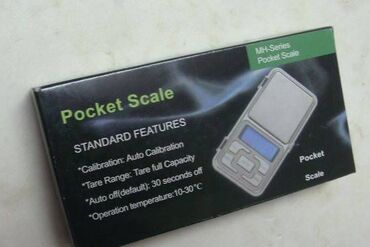 MH-Series
Pocket Scale
Pocket Scale
STANDARD FEATURES
*Calibration: Auto Calibration
*Tare Range: Tare full Capacity
*Auto off(default): 30 seconds off
*Operation temperature:10-30℃
Pocket
Scale